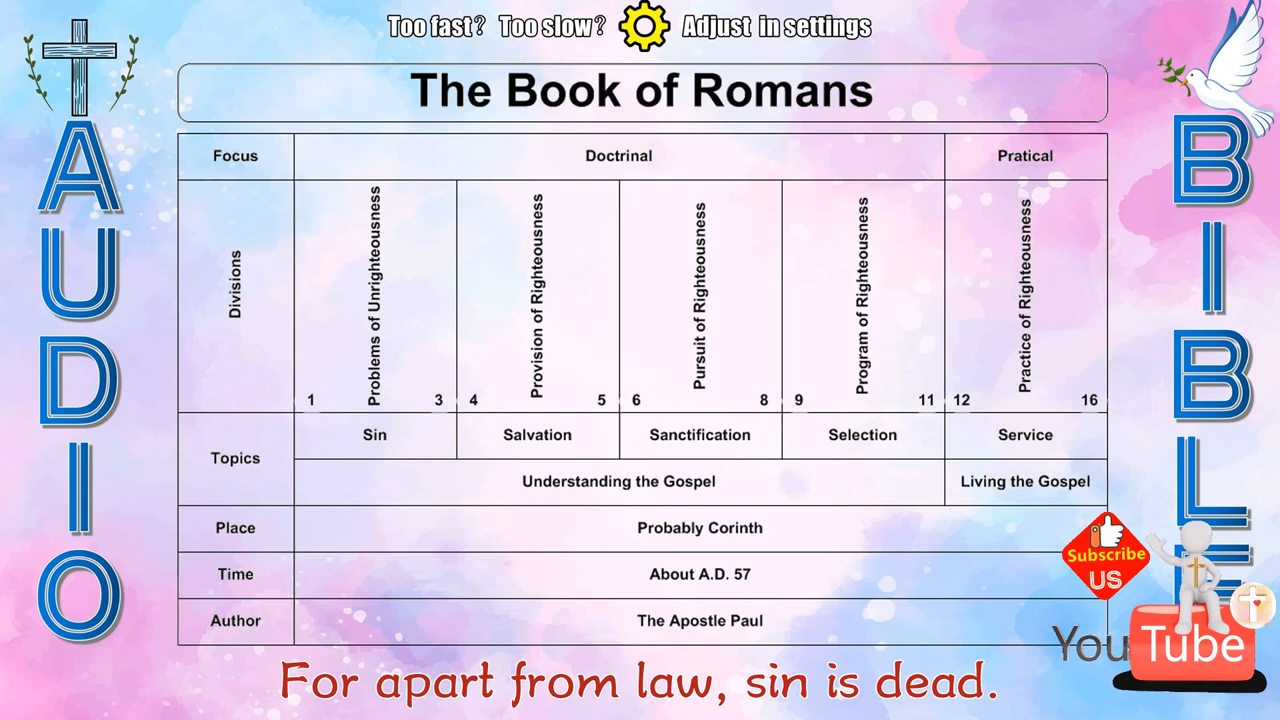 Too fast? Too slow? Adjust in settings
The Book of Romans
Focus Doctrinal Pratical
Divisions
Problems of Unrighteousness
Provision of Righteousness
Pursuit of Righteousness
Program of Righteousness
Practice of Righteousness
1 3 4 5 6 8 9 11 12 16
Topics
Sin Salvation Sanctification Selection Service
Understanding the Gospel Living the Gospel
Place Probably Corinth
Time About A.D. 57
Author The Apostle Paul
AUDIO
BIBLE
Subscribe
US
YouTube
For apart from law, sin is dead.